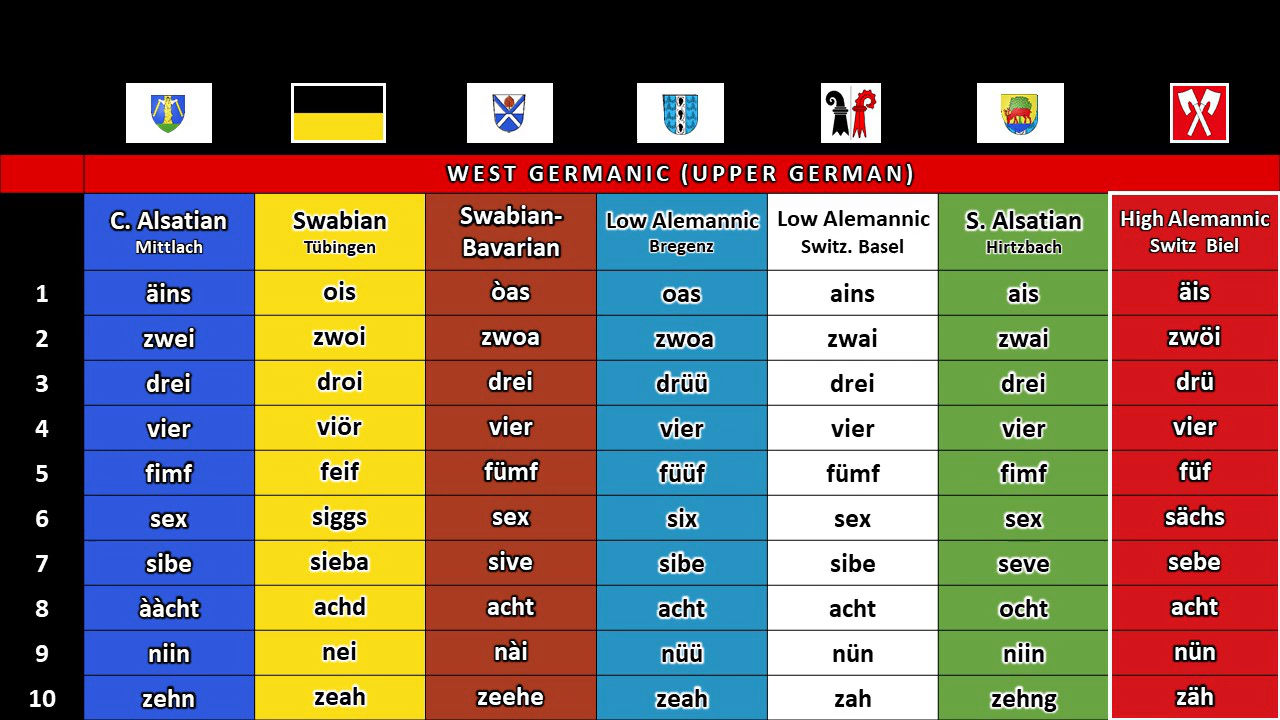 WEST GERMANIC (UPPER GERMAN)
C. Alsatian Swabian Swabian- Low Alemannic Low Alemannic S. Alsatian High Alemannic
Mittlach Tübingen Bavarian Bregenz Switz. Basel Hirtzbach Switz Biel
1 äins ois òas oas ains ais äis
2 zwei zwoi zwoa zwoa zwai zwai zwöi
3 drei droi drei drüü drei drei drü
4 vier viör vier vier vier vier vier
5 fimf feif fümf füüf fümf fimf füf
6 sex siggs sex six sex sex sächs
7 sibe sieba sive sibe sibe seve sebe
8 ààcht achd acht acht acht ocht acht
9 niin nei nài nüü nün niin nün
10 zehn zeah zeehe zeah zah zehng zäh